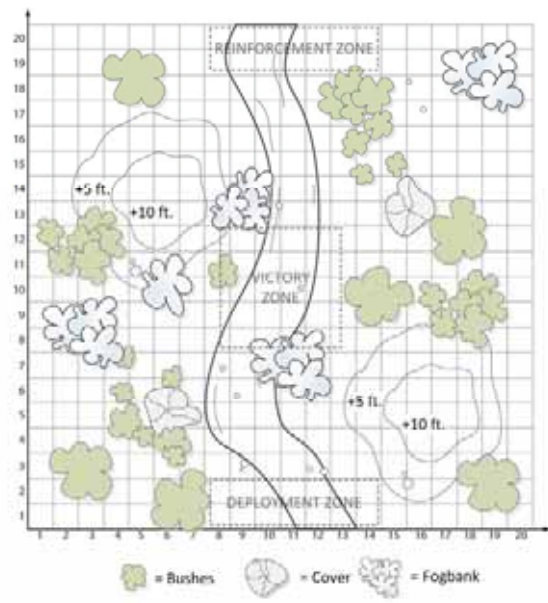 20
19
18
17
16
15
14
13
12
11
10
9
8
7
6
5
4
3
2
1
REINFORCEMENT ZONE
+5 ft.
+10 ft.
VICTORY
ZONE
+5 ft.
+10 ft.
DEPLOYMENT ZONE
1 2 3 4 5 6 7 8 9 10 11 12 13 14 15 16 17 18 19 20
= Bushes = Cover = Fogbank